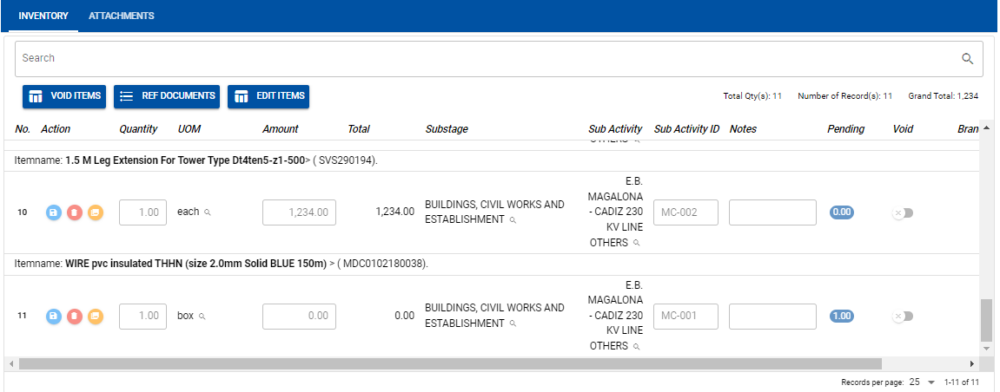 INVENTORY ATTACHMENTS
Search
VOID ITEMS REF DOCUMENTS EDIT ITEMS Total Qty(s): 11 Number of Record(s): 11 Grand Total: 1,234
No. Action Quantity UOM Amount Total Substage Sub Activity Sub Activity ID Notes Pending Void Bran
OTHERS
Itemname: 1.5 M Leg Extension For Tower Type Dt4ten5-z1-500> ( SVS290194).
E.B.
MAGALONA
10 1.00 each 1,234.00 1,234.00 BUILDINGS, CIVIL WORKS AND ESTABLISHMENT - CADIZ 230 MC-002 0.00
KV LINE
OTHERS
Itemname: WIRE pvc insulated THHN (size 2.0mm Solid BLUE 150m) > ( MDC0102180038).
E.B.
MAGALONA
11 1.00 box 0.00 0.00 BUILDINGS, CIVIL WORKS AND ESTABLISHMENT - CADIZ 230 MC-001 1.00
KV LINE
OTHERS
Records per page: 25 1-11 of 11